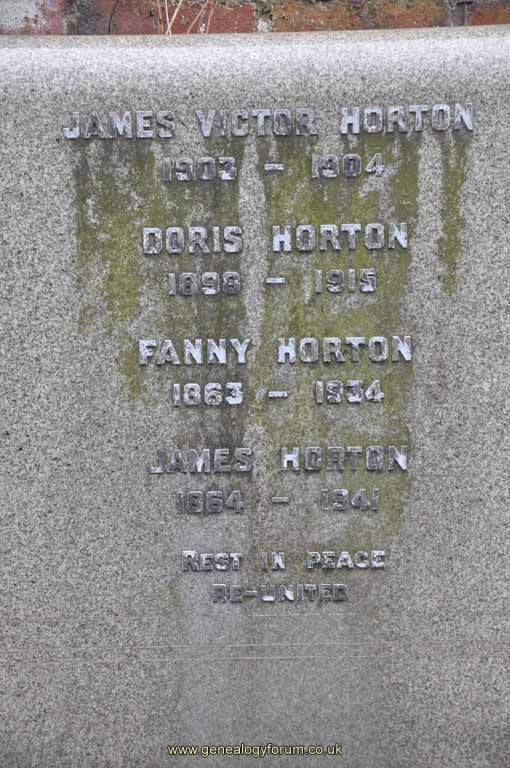 JAMES VICTOR HORTON
1903 - 1904
DORIS HORTON
1898 - 1915
FANNY HORTON
1863 - 1934
JAMES HORTON
1864 - 1941
REST IN PEACE
RE-UNITED
www.genealogyforum.co.uk